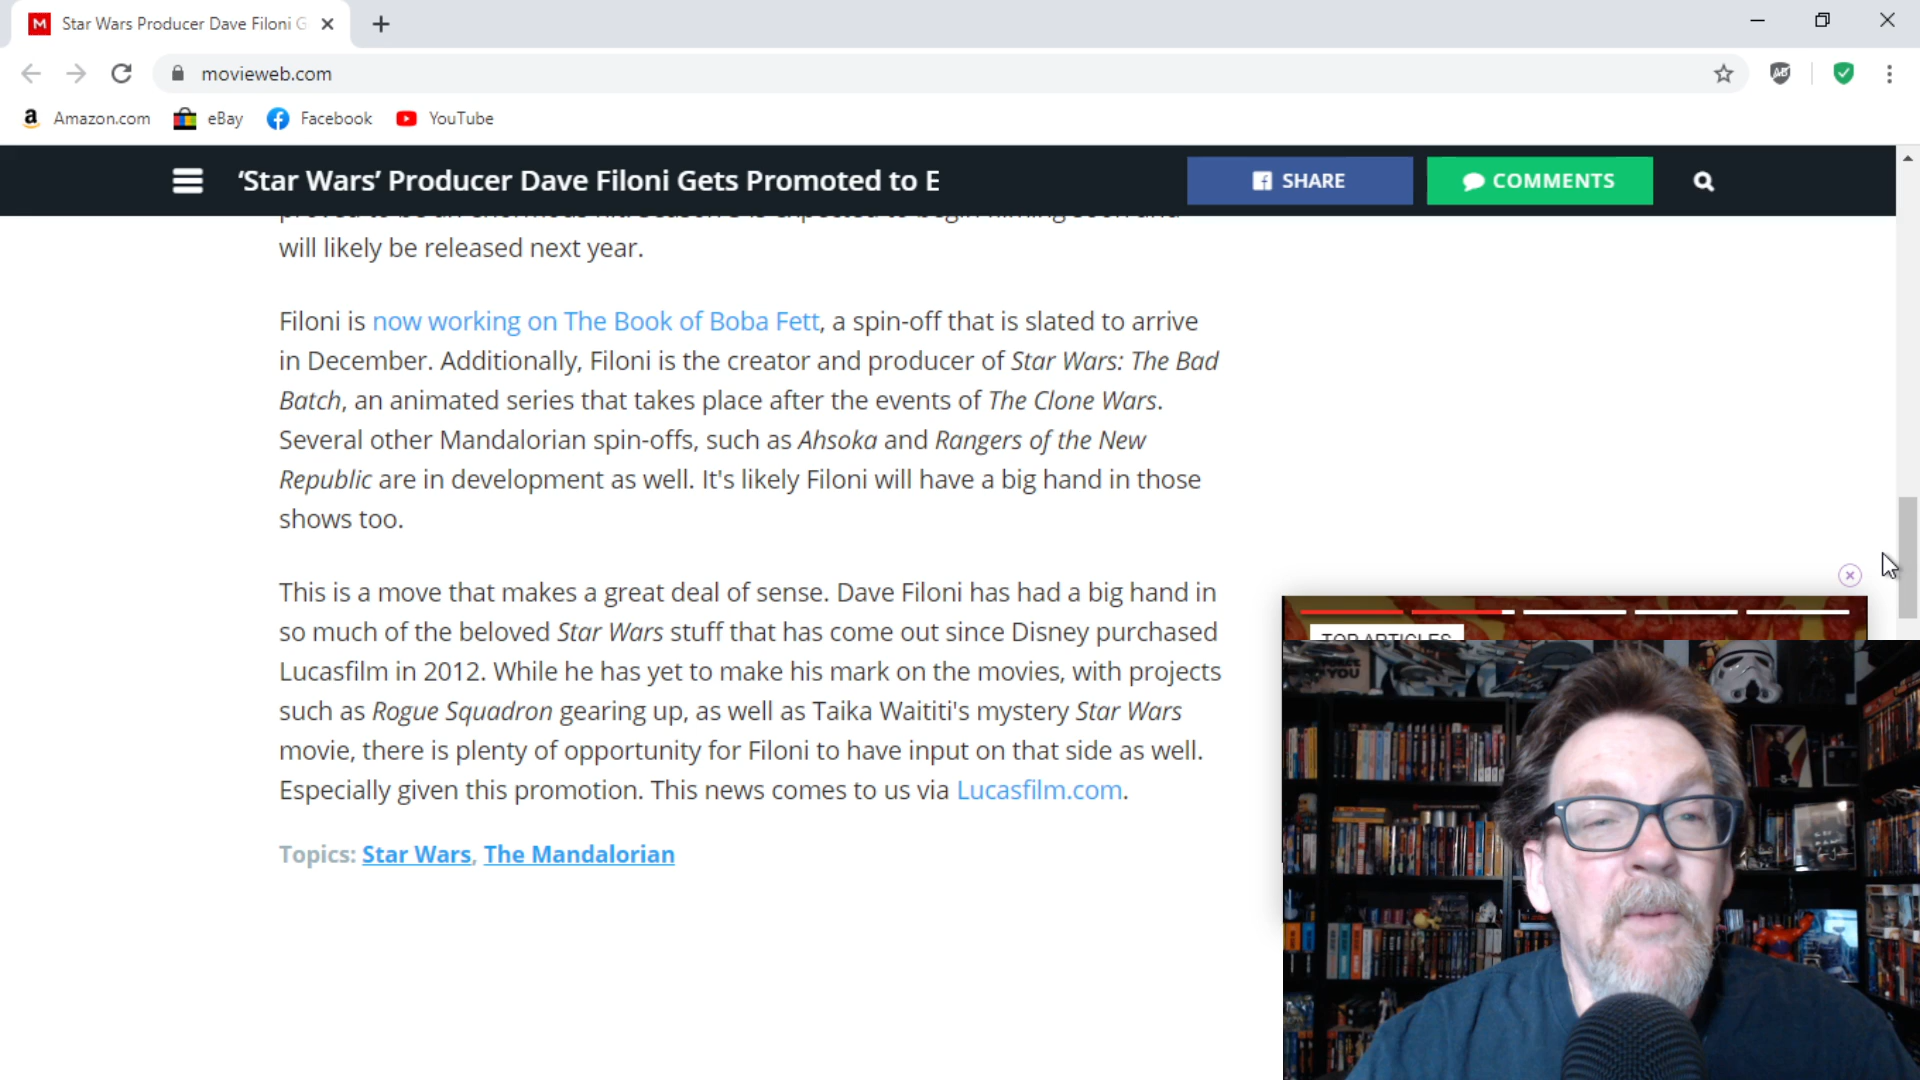 Star Wars Producer Dave Filoni G
movieweb.com
Amazon.com eBay Facebook YouTube
‘Star Wars’ Producer Dave Filoni Gets Promoted to E
SHARE
COMMENTS
will likely be released next year.
Filoni is now working on The Book of Boba Fett, a spin-off that is slated to arrive
in December. Additionally, Filoni is the creator and producer of Star Wars: The Bad
Batch, an animated series that takes place after the events of The Clone Wars.
Several other Mandalorian spin-offs, such as Ahsoka and Rangers of the New
Republic are in development as well. It's likely Filoni will have a big hand in those
shows too.
This is a move that makes a great deal of sense. Dave Filoni has had a big hand in
so much of the beloved Star Wars stuff that has come out since Disney purchased
Lucasfilm in 2012. While he has yet to make his mark on the movies, with projects
such as Rogue Squadron gearing up, as well as Taika Waititi's mystery Star Wars
movie, there is plenty of opportunity for Filoni to have input on that side as well.
Especially given this promotion. This news comes to us via Lucasfilm.com.
Topics: Star Wars, The Mandalorian
TOP ARTICLES
YOU